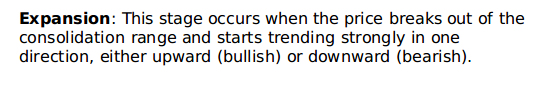 Expansion: This stage occurs when the price breaks out of the
consolidation range and starts trending strongly in one
direction, either upward (bullish) or downward (bearish).